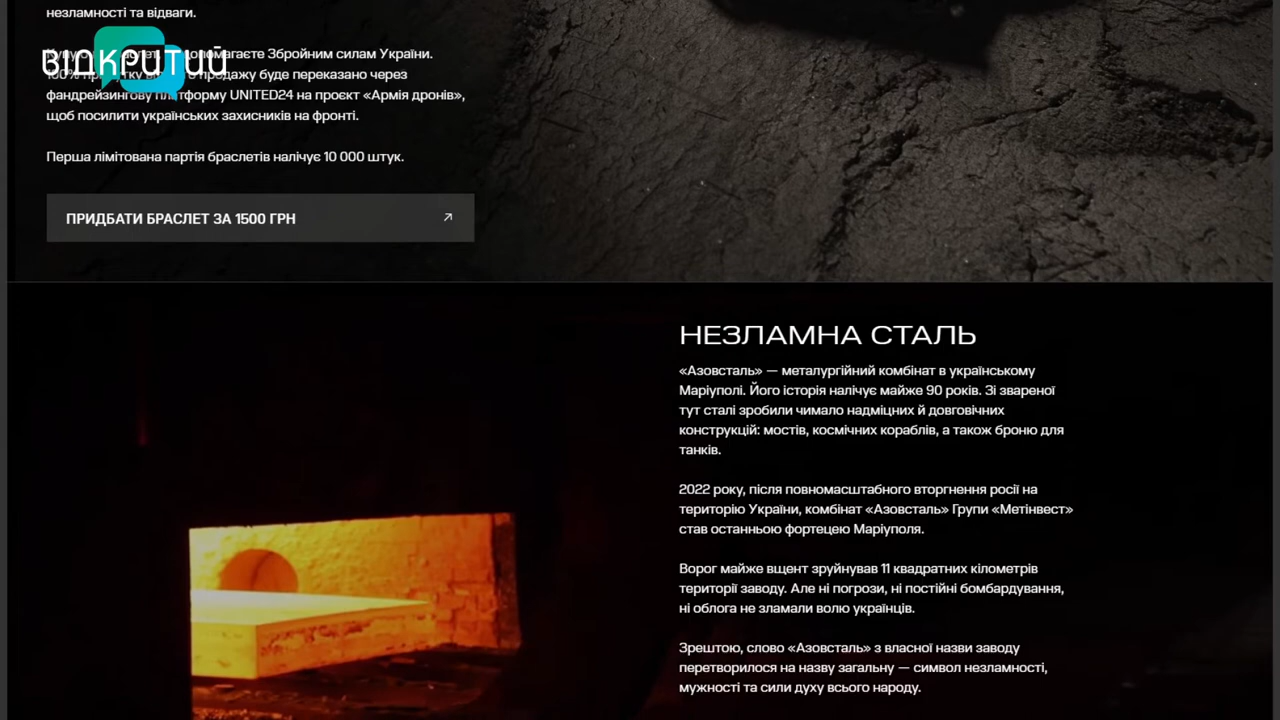 незламності та відваги.
ВІДКРИТИЙ
допомагаєте Збройним силам України.
100% продажу буде переказано через
фандрейзингову платформу UNITED24 на проєкт «Армія дронів»,
щоб посилити українських захисників на фронті.
Перша лімітована партія браслетів налічує 10 000 штук.
ПРИДБАТИ БРАСЛЕТ ЗА 1500 ГРН
НЕЗЛАМНА СТАЛЬ
«Азовсталь» — металургійний комбінат в українському
Маріуполі. Його історія налічує майже 90 років. Зі звареної
тут сталі зробили чимало надміцних й довговічних
конструкцій: мостів, космічних кораблів, а також броню для
танків.
2022 року, після повномасштабного вторгнення росії на
територію України, комбінат «Азовсталь» Групи «Метінвест»
став останньою фортецею Маріуполя.
Ворог майже вщент зруйнував 11 квадратних кілометрів
території заводу. Але ні погрози, ні постійні бомбардування,
ні облога не зламали волю українців.
Зрештою, слово «Азовсталь» з власної назви заводу
перетворилося на назву загальну — символ незламності,
мужності та сили духу всього народу.